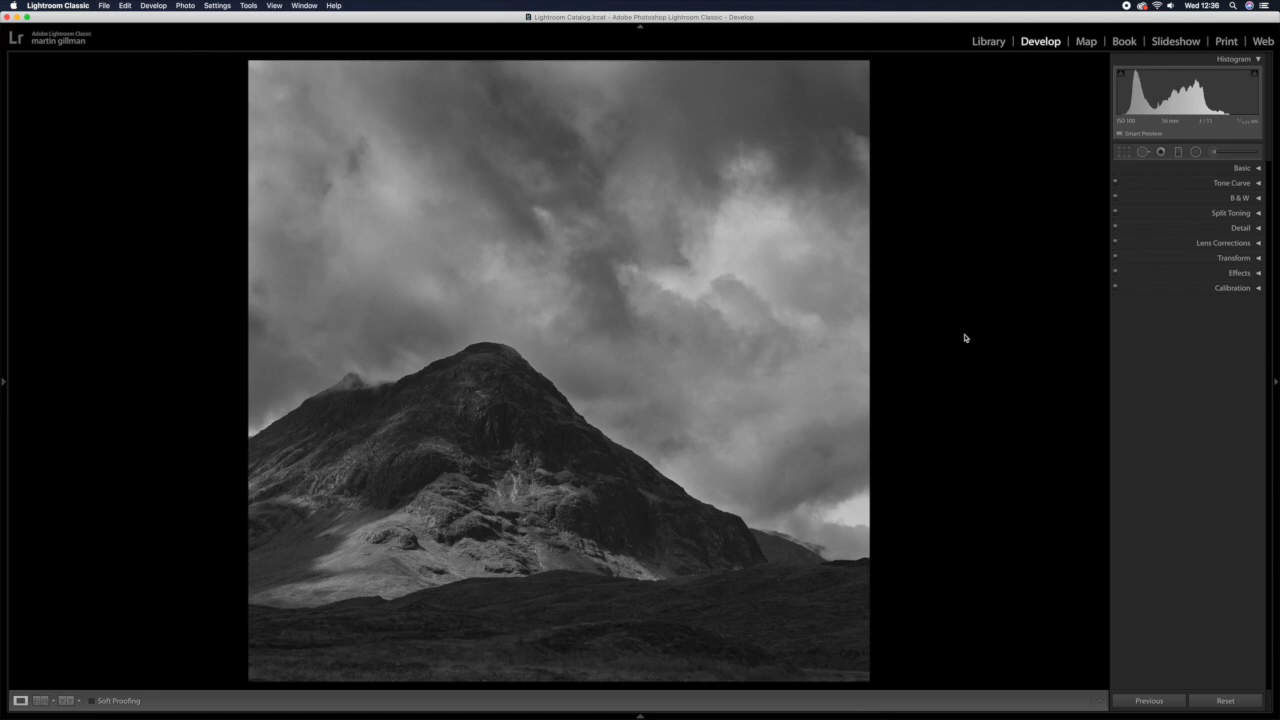 Lightroom Classic File Edit Develop Photo Settings Tools View Window Help Wed 12:36
Lightroom Catalog.lrcat - Adobe Photoshop Lightroom Classic - Develop
Lr Adobe Lightroom Classic
martin gillman
Library | Develop | Map | Book | Slideshow | Print | Web
Histogram
ISO 100 16 mm
Smart Preview
Basic
Tone Curve
B & W
Split Toning
Detail
Lens Corrections
Transform
Effects
Calibration
Soft Proofing
Previous Reset